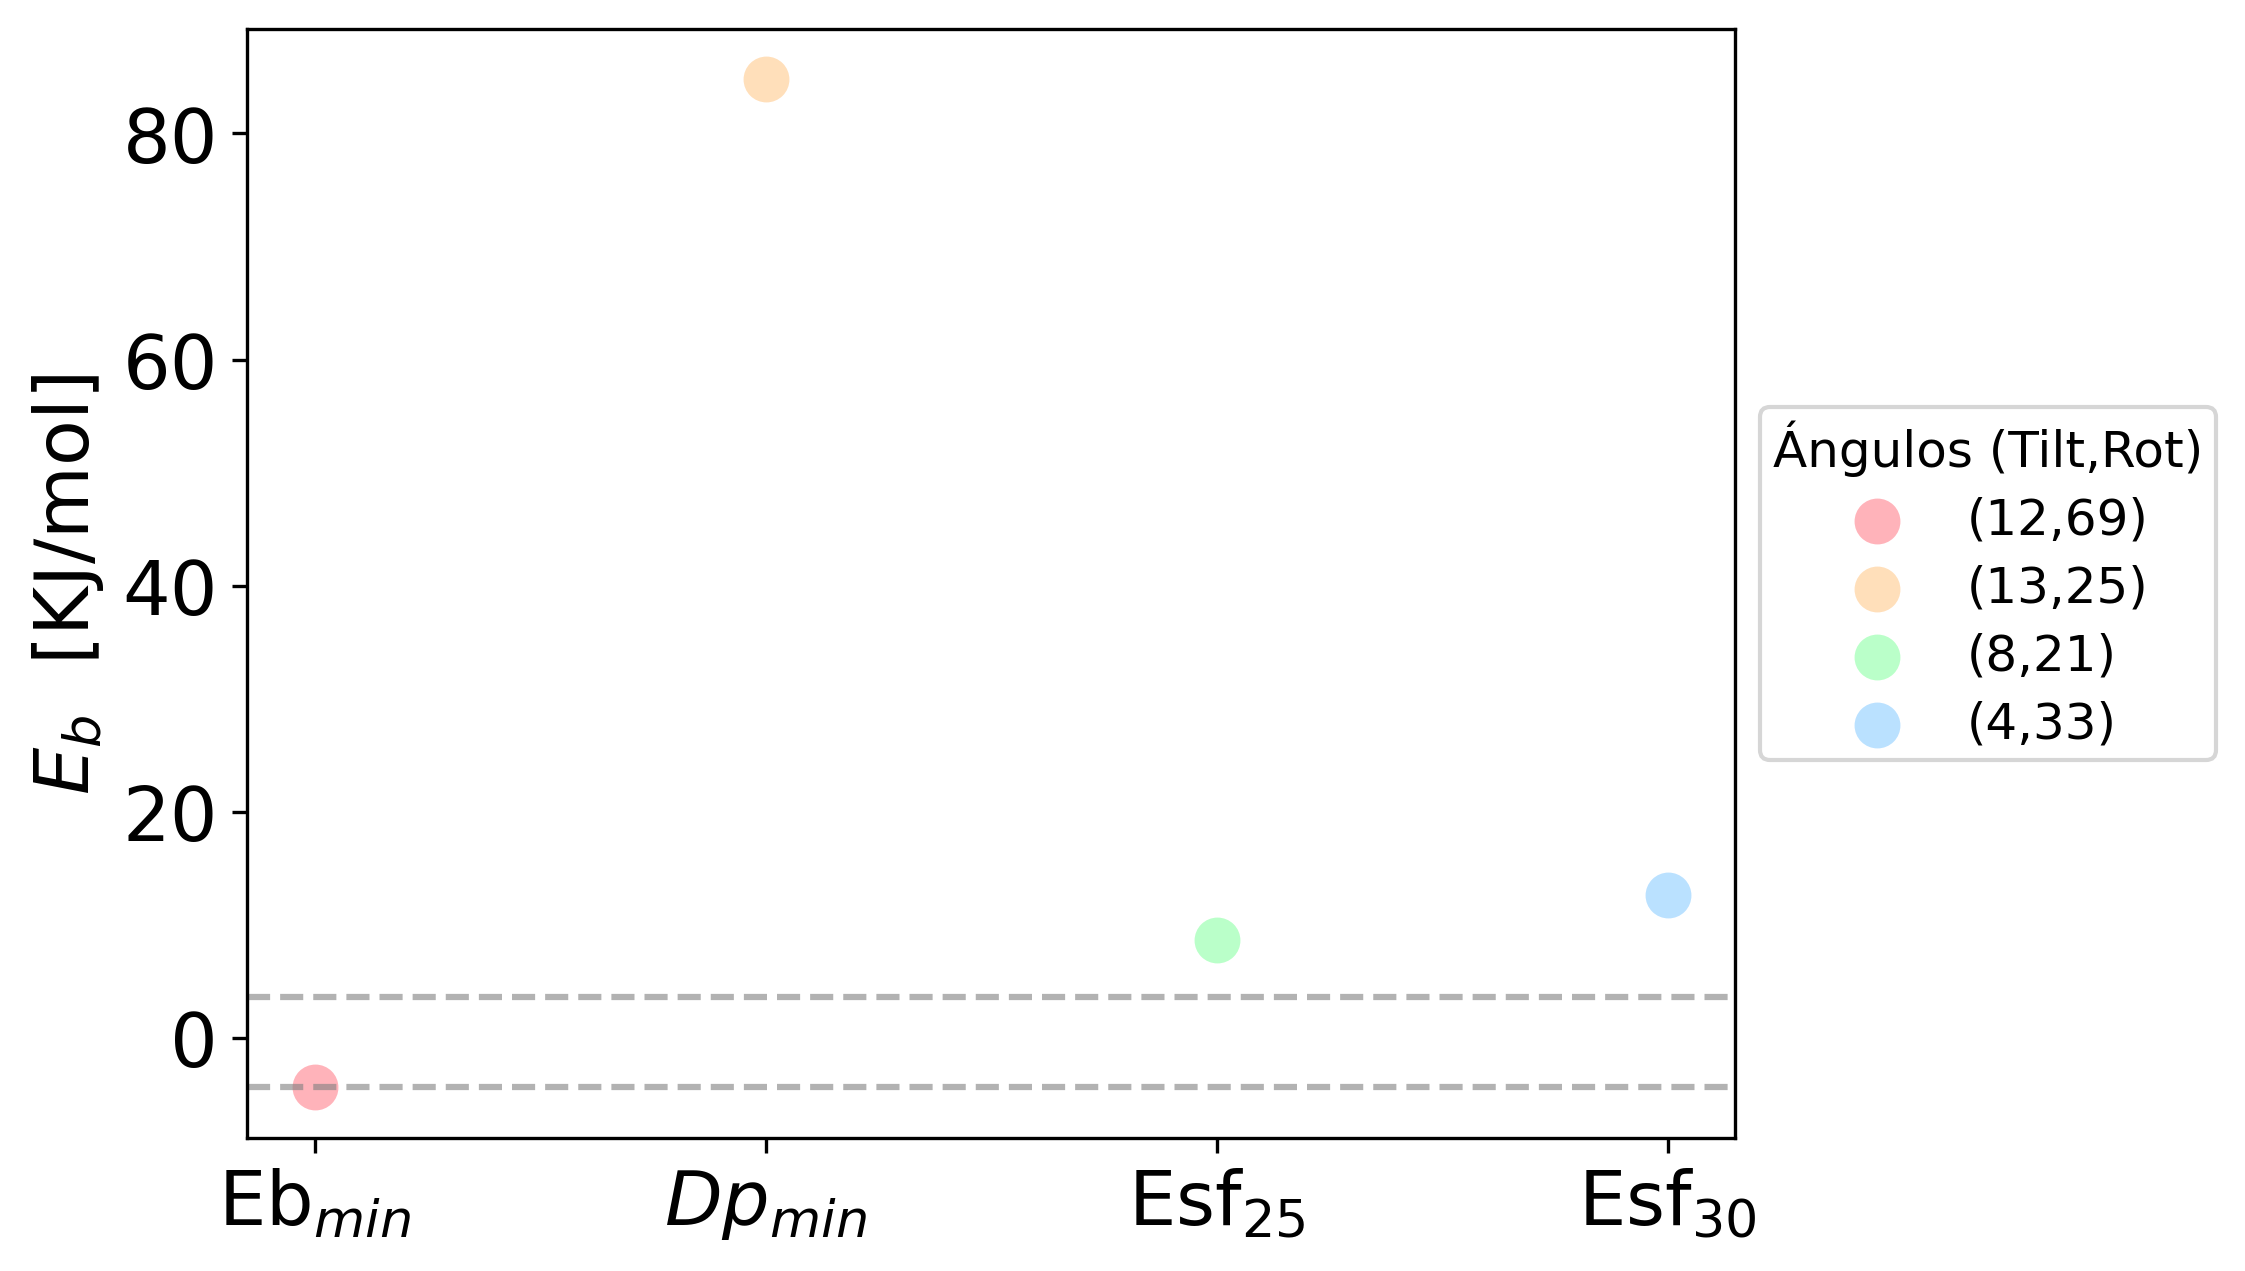 80
60
40
20
0
E_b [KJ/mol]
Eb_min
Dp_min
Esf_25
Esf_30
Ángulos (Tilt,Rot)
(12,69)
(13,25)
(8,21)
(4,33)